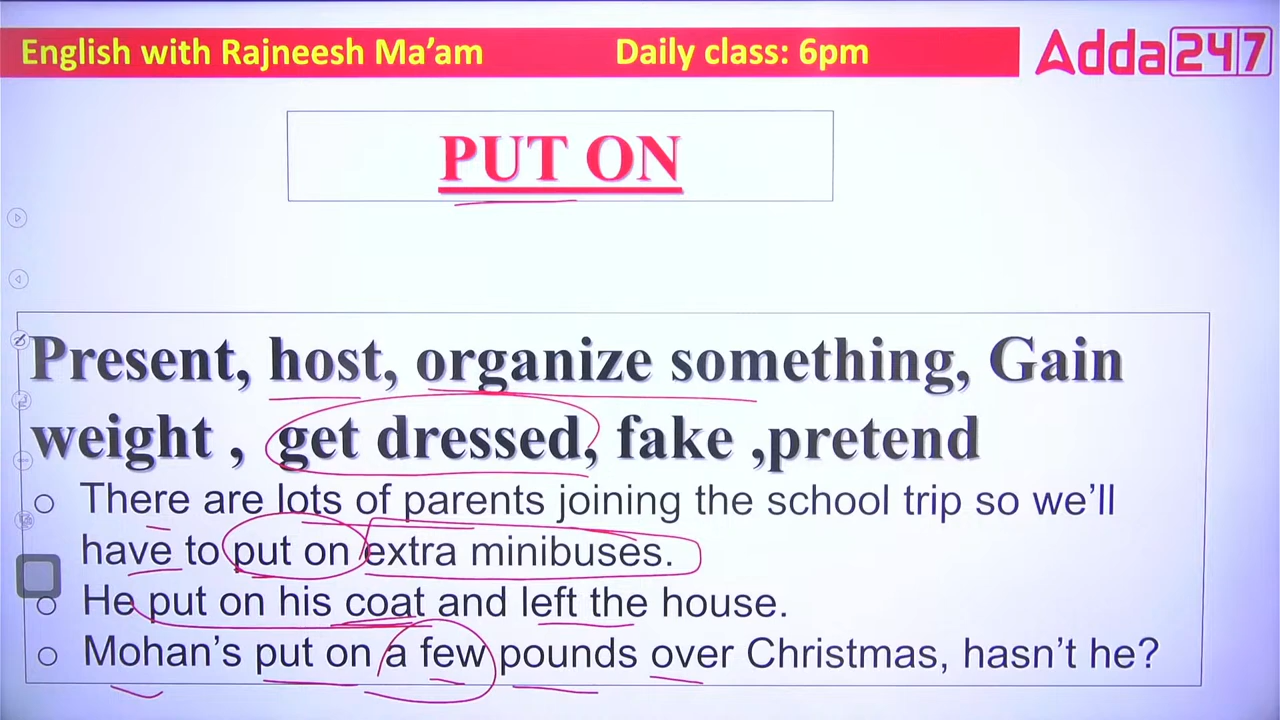 English with Rajneesh Ma’am Daily class: 6pm Adda247
PUT ON
Present, host, organize something, Gain
weight , get dressed, fake ,pretend
There are lots of parents joining the school trip so we’ll
have to put on extra minibuses.
He put on his coat and left the house.
Mohan’s put on a few pounds over Christmas, hasn’t he?